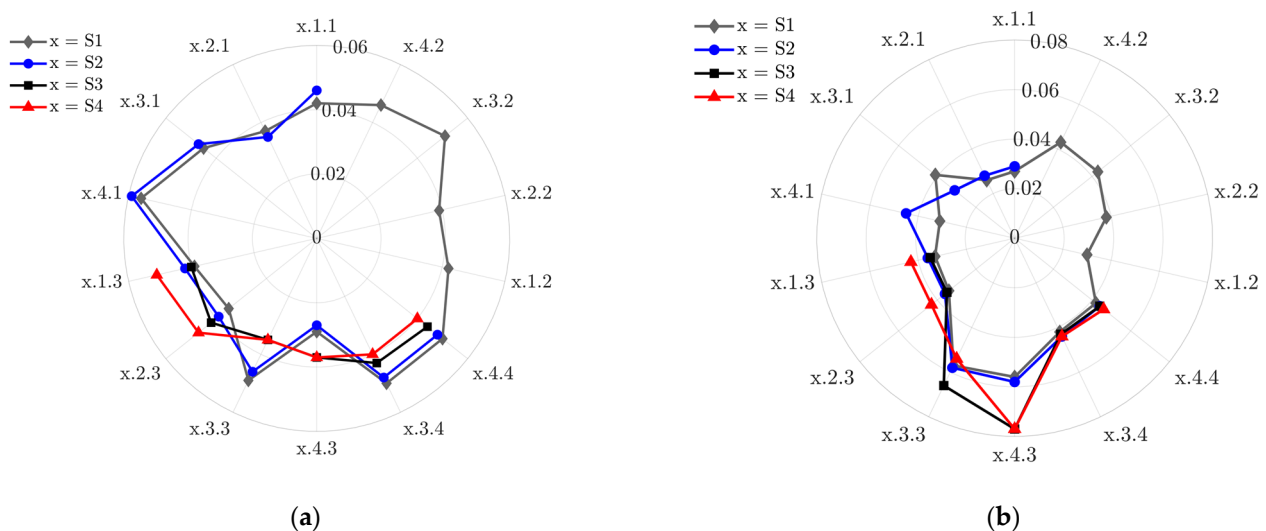 x = S1
x = S2
x = S3
x = S4
x.1.1
x.4.2
x.3.2
x.2.2
x.1.2
x.4.4
x.3.4
x.4.3
x.3.3
x.2.3
x.1.3
x.4.1
x.3.1
x.2.1
0.06
0.04
0.02
0
(a)
x = S1
x = S2
x = S3
x = S4
x.1.1
x.4.2
x.3.2
x.2.2
x.1.2
x.4.4
x.3.4
x.4.3
x.3.3
x.2.3
x.1.3
x.4.1
x.3.1
x.2.1
0.08
0.06
0.04
0.02
0
(b)